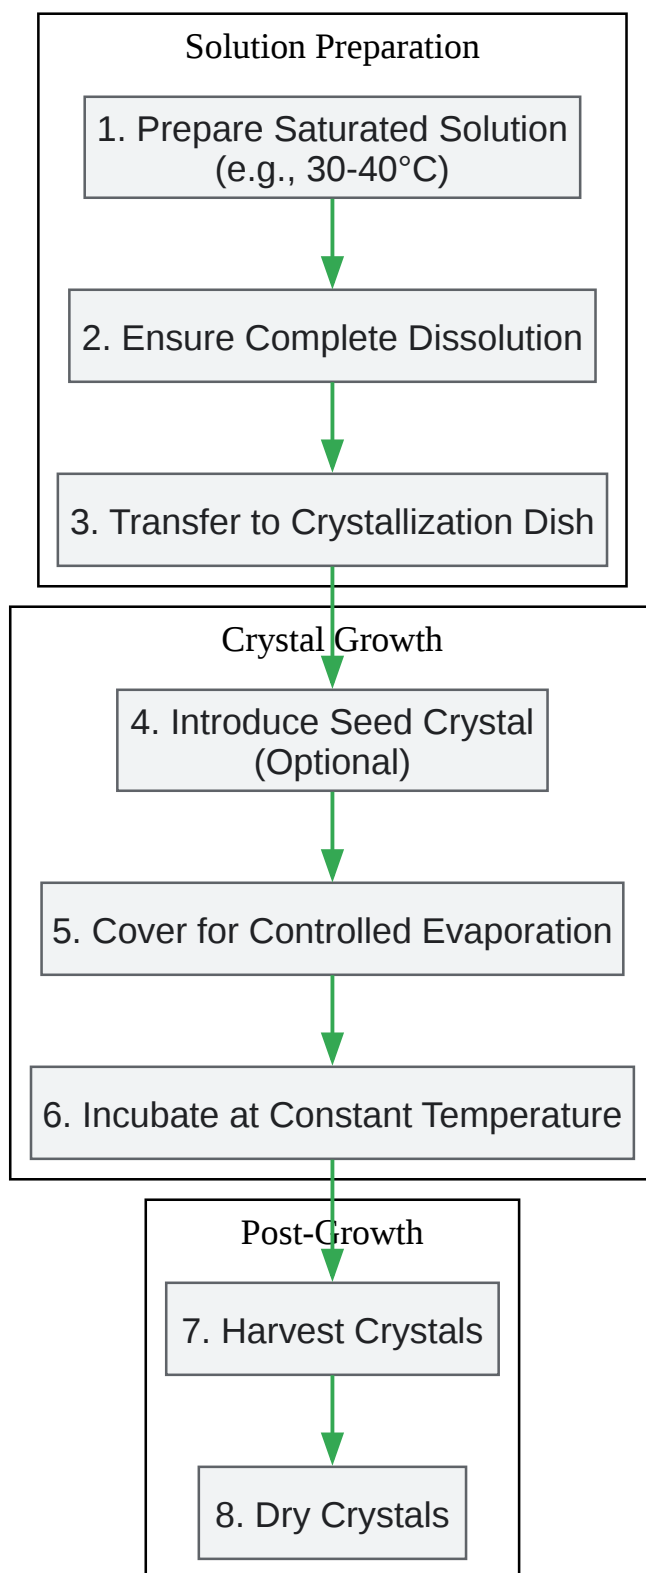 Solution Preparation
1. Prepare Saturated Solution
(e.g., 30-40°C)
2. Ensure Complete Dissolution
3. Transfer to Crystallization Dish
Crystal Growth
4. Introduce Seed Crystal
(Optional)
5. Cover for Controlled Evaporation
6. Incubate at Constant Temperature
Post-Growth
7. Harvest Crystals
8. Dry Crystals